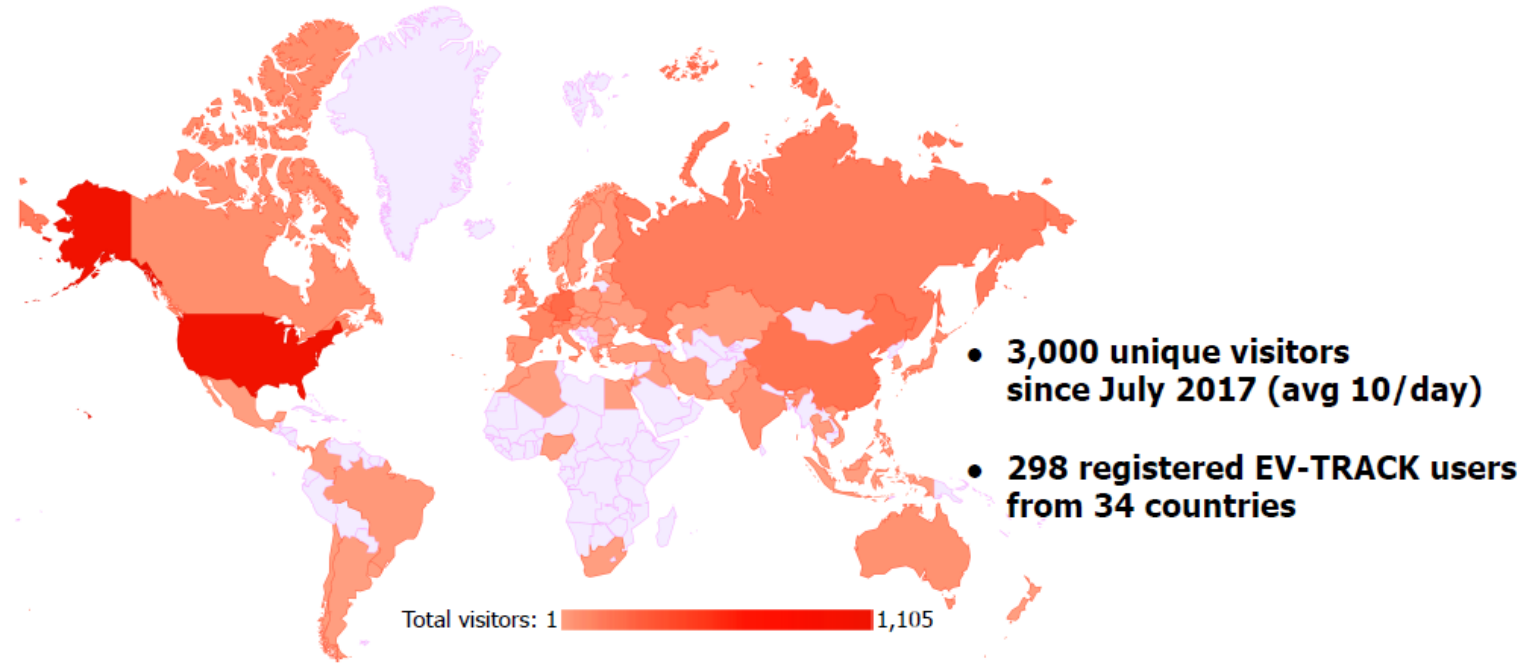 ● 3,000 unique visitors
since July 2017 (avg 10/day)
● 298 registered EV-TRACK users
from 34 countries
Total visitors: 1 1,105